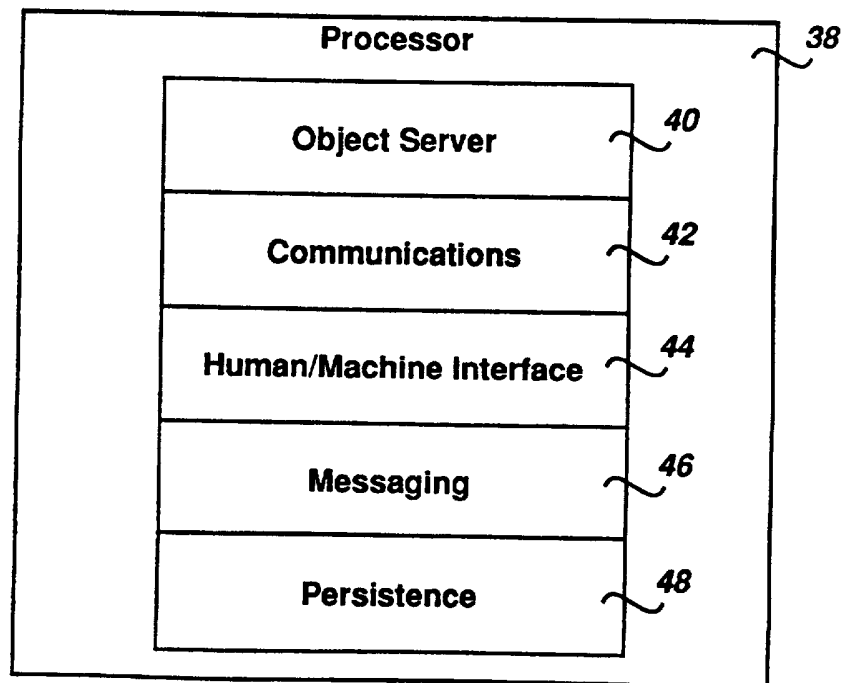 Processor 38
Object Server 40
Communications 42
Human/Machine Interface 44
Messaging 46
Persistence 48